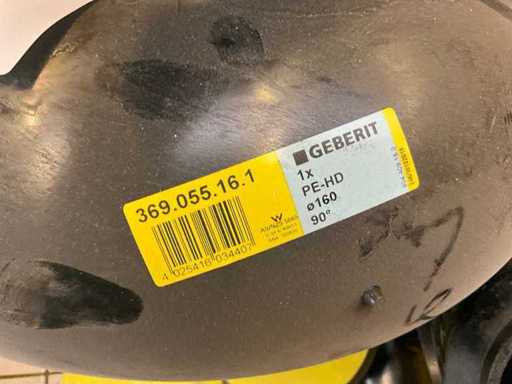 369.055.16.1
4 025416 034407
GEBERIT
1x
PE-HD
ø160
90°